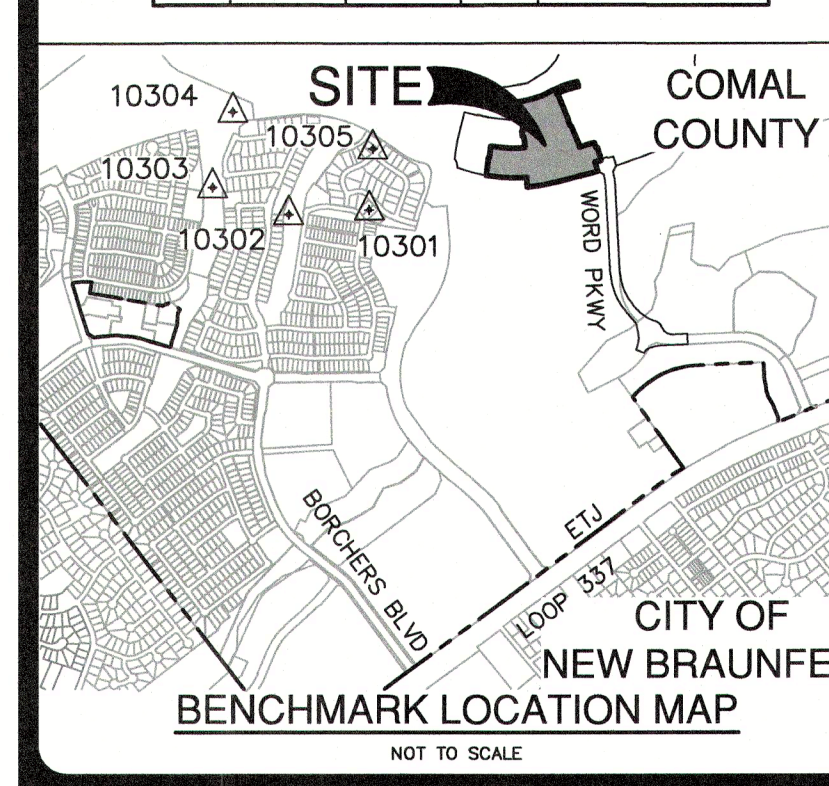 10304
SITE
COMAL
COUNTY
10305
10303
10302
10301
WORD PKWY
BORCHERS BLVD
ETJ
LOOP 337
CITY OF
NEW BRAUNFE
BENCHMARK LOCATION MAP
NOT TO SCALE